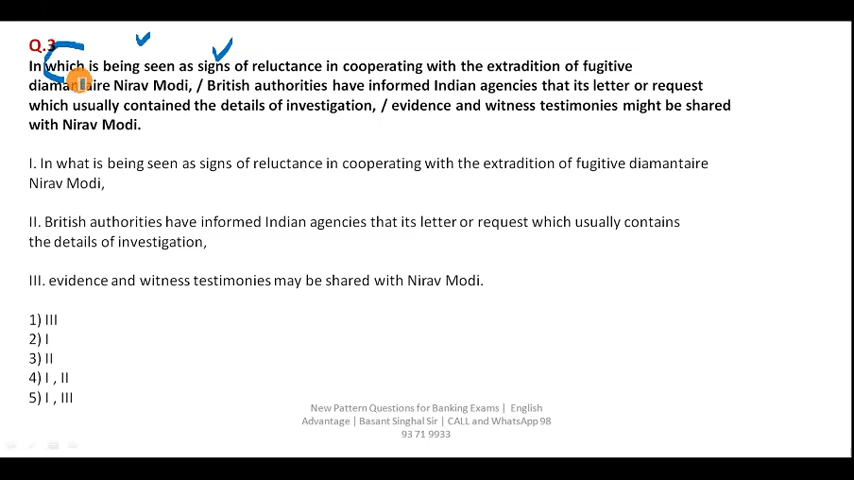 Q.3
In which is being seen as signs of reluctance in cooperating with the extradition of fugitive
diamantaire Nirav Modi, / British authorities have informed Indian agencies that its letter or request
which usually contained the details of investigation, / evidence and witness testimonies might be shared
with Nirav Modi.
I. In what is being seen as signs of reluctance in cooperating with the extradition of fugitive diamantaire
Nirav Modi,
II. British authorities have informed Indian agencies that its letter or request which usually contains
the details of investigation,
III. evidence and witness testimonies may be shared with Nirav Modi.
1) III
2) I
3) II
4) I , II
5) I , III
New Pattern Questions for Banking Exams | English
Advantage | Basant Singhal Sir | CALL and WhatsApp 98
93 71 9933